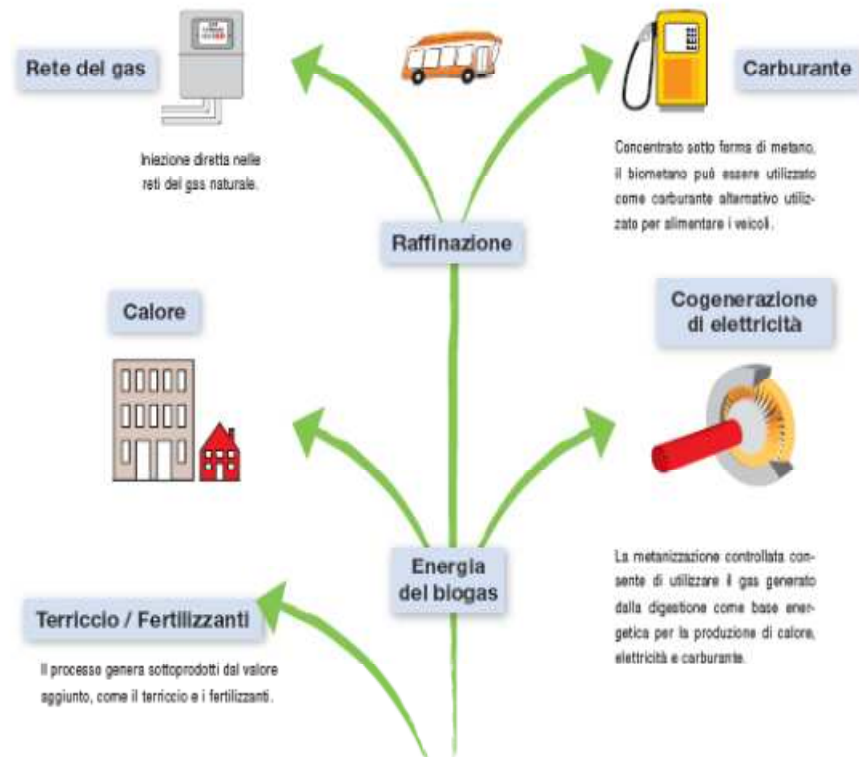 Rete del gas
Carburante
Iniezione diretta nelle
reti del gas naturale.
Concentrato sotto forma di metano,
il biometano può essere utilizzato
come carburante alternativo utiliz-
zato per alimentare i veicoli.
Raffinazione
Calore
Cogenerazione
di elettricità
Energia
del biogas
La metanizzazione controllata con-
sente di utilizzare il gas generato
dalla digestione come base ener-
getica per la produzione di calore,
elettricità e carburante.
Terriccio / Fertilizzanti
Il processo genera sottoprodotti dal valore
aggiunto, come il terriccio e i fertilizzanti.